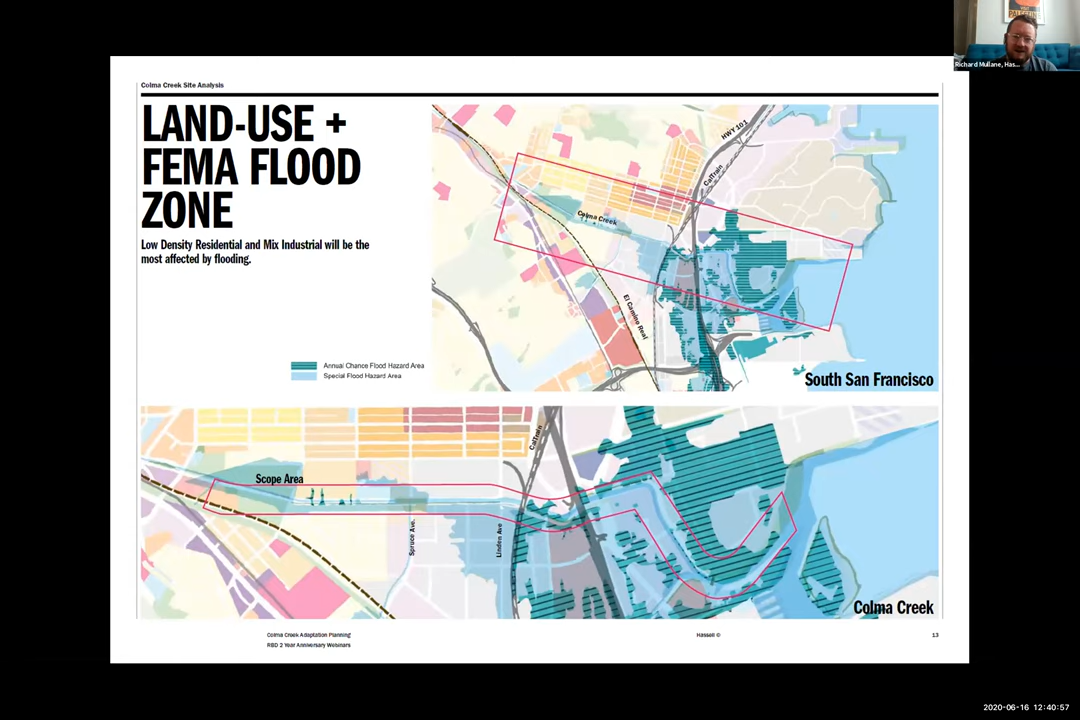 Richard Mullane, Has...
Colma Creek Site Analysis
LAND-USE +
FEMA FLOOD
ZONE
Low Density Residential and Mix Industrial will be the
most affected by flooding.
Annual Chance Flood Hazard Area
Special Flood Hazard Area
HWY 101
CalTrain
Colma Creek
El Camino Real
South San Francisco
Scope Area
CalTrain
Spruce Ave.
Linden Ave
Colma Creek
Colma Creek Adaptation Planning
RBD 2 Year Anniversary Webinars
Hassell ©
13
2020-06-16 12:40:57